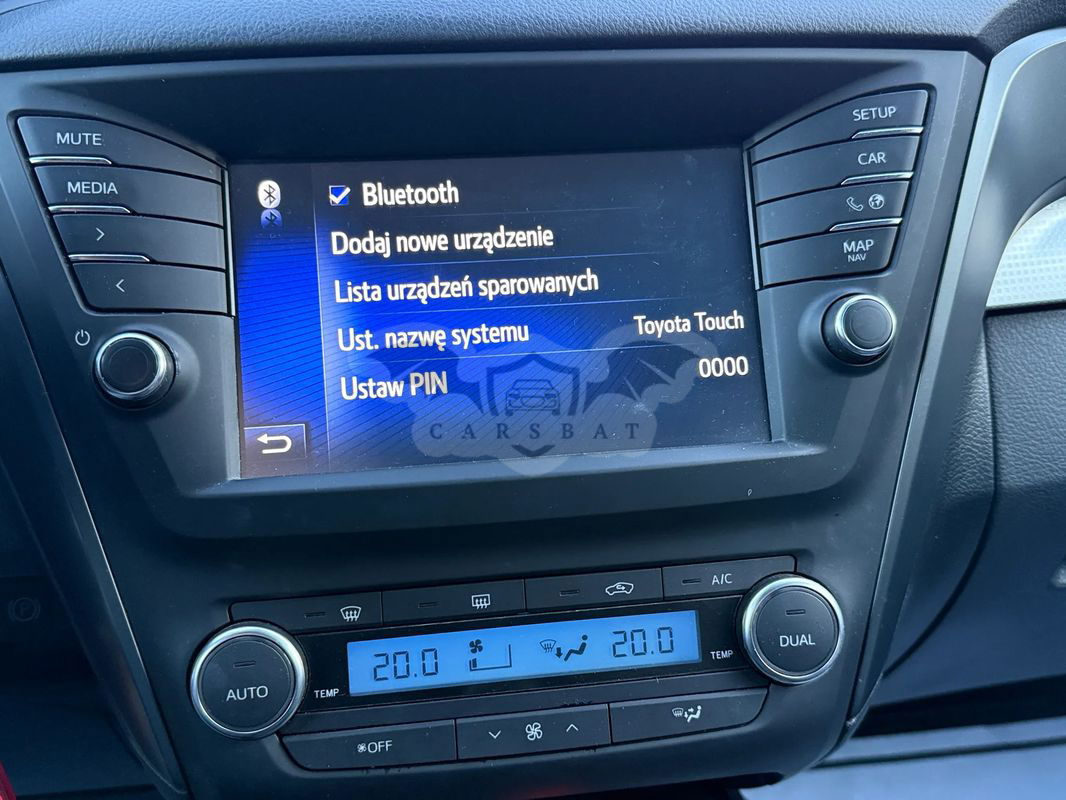 MUTE
MEDIA
SETUP
CAR
MAP
NAV
Bluetooth
Dodaj nowe urządzenie
Lista urządzeń sparowanych
Ust. nazwę systemu Toyota Touch
Ustaw PIN 0000
CARSBAT
A/C
20.0 20.0
AUTO
TEMP
TEMP
DUAL
OFF